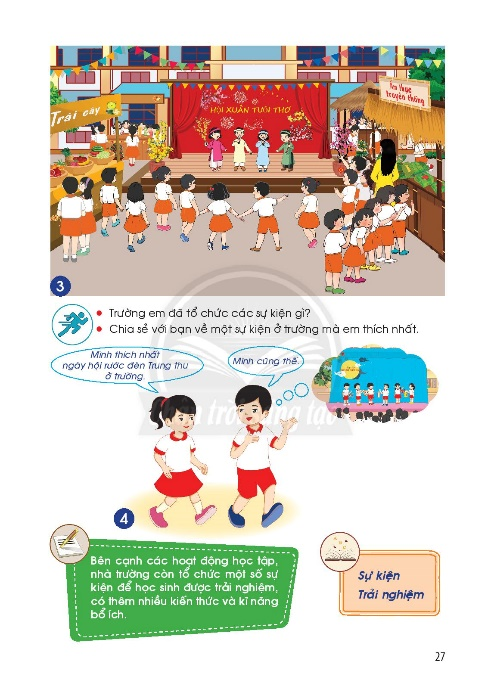 Trái cây
HỘI XUÂN TUỔI THƠ
Ẩm thực
truyền thống
3
Trường em đã tổ chức các sự kiện gì?
Chia sẻ với bạn về một sự kiện ở trường mà em thích nhất.
Mình thích nhất
ngày hội rước đèn Trung thu
ở trường.
Mình cũng thế.
Chân trời sáng tạo
4
Bên cạnh các hoạt động học tập,
nhà trường còn tổ chức một số sự
kiện để học sinh được trải nghiệm,
có thêm nhiều kiến thức và kĩ năng
bổ ích.
Sự kiện
Trải nghiệm
27